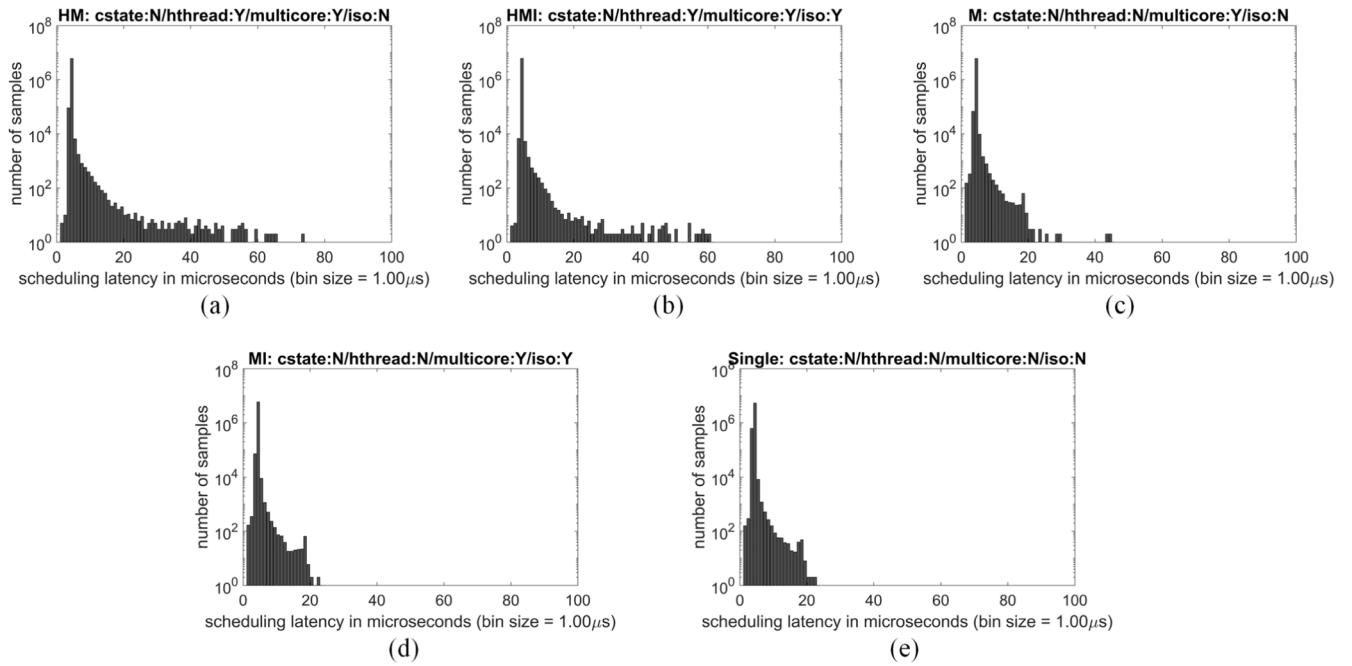 HM: cstate:N/hthread:Y/multicore:Y/iso:N
10^8
10^6
10^4
10^2
10^0
number of samples
0 20 40 60 80 100
scheduling latency in microseconds (bin size = 1.00μs)
(a)
HMI: cstate:N/hthread:Y/multicore:Y/iso:Y
10^8
10^6
10^4
10^2
10^0
number of samples
0 20 40 60 80 100
scheduling latency in microseconds (bin size = 1.00μs)
(b)
M: cstate:N/hthread:N/multicore:Y/iso:N
10^8
10^6
10^4
10^2
10^0
number of samples
0 20 40 60 80 100
scheduling latency in microseconds (bin size = 1.00μs)
(c)
MI: cstate:N/hthread:N/multicore:Y/iso:Y
10^8
10^6
10^4
10^2
10^0
number of samples
0 20 40 60 80 100
scheduling latency in microseconds (bin size = 1.00μs)
(d)
Single: cstate:N/hthread:N/multicore:N/iso:N
10^8
10^6
10^4
10^2
10^0
number of samples
0 20 40 60 80 100
scheduling latency in microseconds (bin size = 1.00μs)
(e)